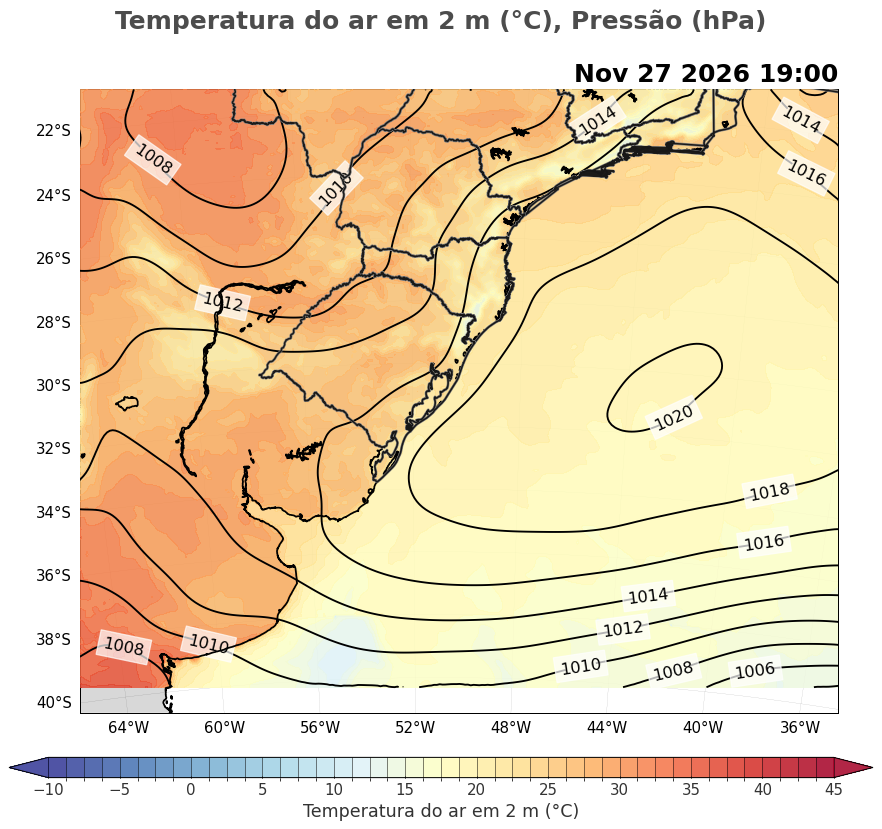 Temperatura do ar em 2 m (°C), Pressão (hPa)
Nov 27 2026 19:00
22°S
24°S
26°S
28°S
30°S
32°S
34°S
36°S
38°S
40°S
1014
1014
1008
1016
1010
1012
1020
1018
1016
1014
1012
1010
1008
1010
1008
1006
64°W
60°W
56°W
52°W
48°W
44°W
40°W
36°W
−10
−5
0
5
10
15
20
25
30
35
40
45
Temperatura do ar em 2 m (°C)